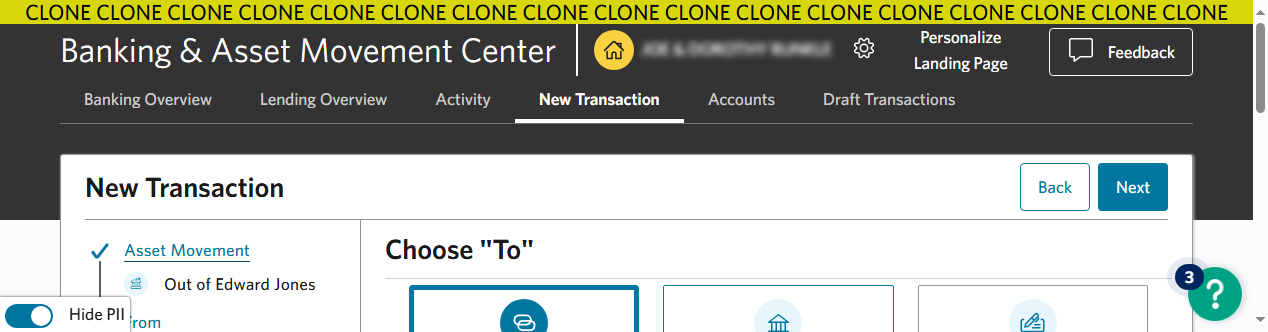 CLONE CLONE CLONE CLONE CLONE CLONE CLONE CLONE CLONE CLONE CLONE CLONE CLONE CLONE CLONE CLONE CLONE
Banking & Asset Movement Center
Personalize
Landing Page
Feedback
Banking Overview
Lending Overview
Activity
New Transaction
Accounts
Draft Transactions
New Transaction
Back
Next
Asset Movement
Out of Edward Jones
Choose "To"
3
?
Hide PII